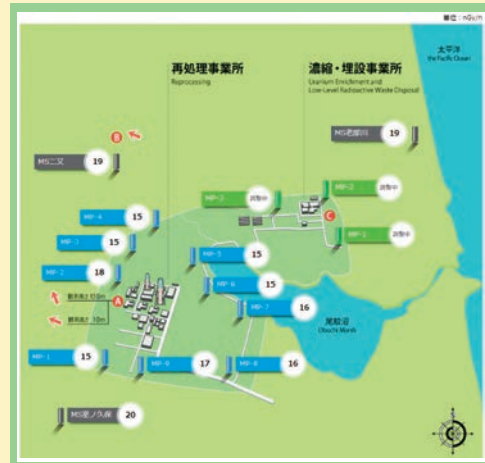 単位：nGy/h
太平洋
the Pacific Ocean
再処理事業所
Reprocessing
濃縮・埋設事業所
Uranium Enrichment and
Low-Level Radioactive Waste Disposal
B
MS二又 19
MS老部川 19
MP-3 調整中
MP-2 調整中
C
MP-1 調整中
MP-4 15
MP-3 15
MP-2 18
MP-5 15
MP-6 15
MP-7 16
A
尾駮沼
Obuchi Marsh
MP-1 15
MP-9 17
MP-8 16
MS室ノ久保 20